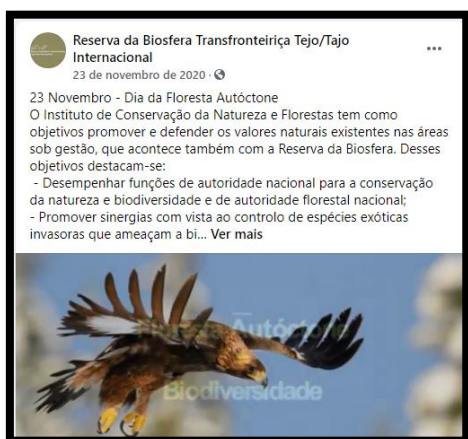 Reserva da Biosfera Transfronteiriça Tejo/Tajo
Internacional
23 de novembro de 2020 ·
23 Novembro - Dia da Floresta Autóctone
O Instituto de Conservação da Natureza e Florestas tem como
objetivos promover e defender os valores naturais existentes nas áreas
sob gestão, que acontece também com a Reserva da Biosfera. Desses
objetivos destacam-se:
- Desempenhar funções de autoridade nacional para a conservação
da natureza e biodiversidade e de autoridade florestal nacional;
- Promover sinergias com vista ao controlo de espécies exóticas
invasoras que ameaçam a bi... Ver mais
Floresta Autóctone
Biodiversidade